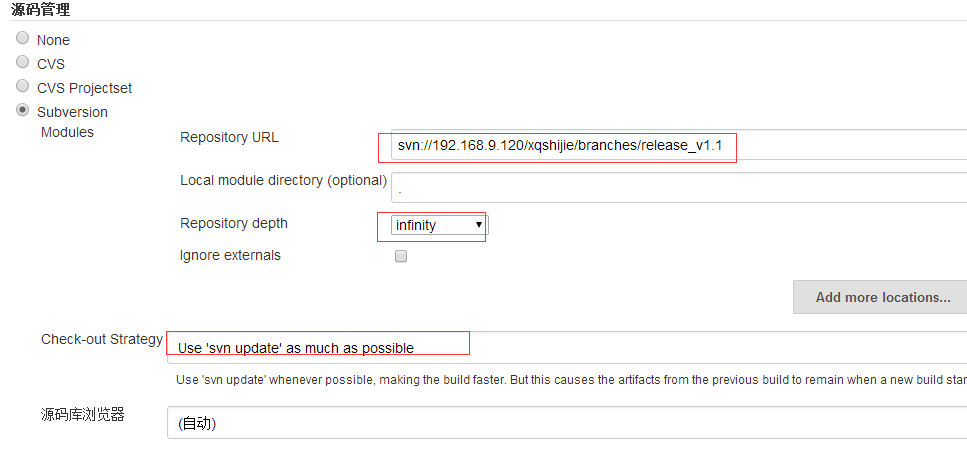 源码管理
None
CVS
CVS Projectset
Subversion
Modules
Repository URL
svn://192.168.9.120/xqshijie/branches/release_v1.1
Local module directory (optional)
.
Repository depth
infinity
Ignore externals
Add more locations...
Check-out Strategy
Use 'svn update' as much as possible
Use 'svn update' whenever possible, making the build faster. But this causes the artifacts from the previous build to remain when a new build star
源码库浏览器
(自动)